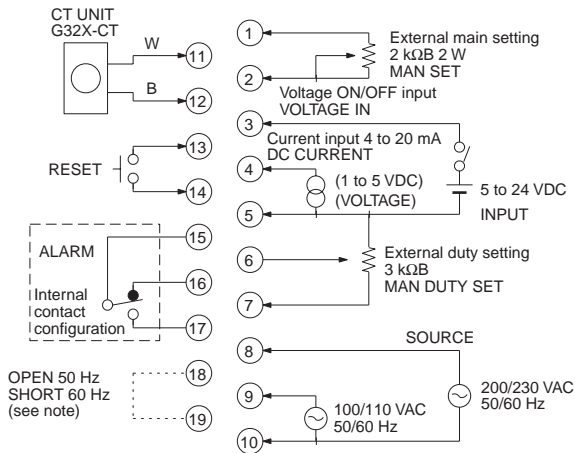 CT UNIT
G32X-CT
W
11
B
12
13
RESET
14
15
ALARM
16
Internal
contact
configuration
17
18
OPEN 50 Hz
SHORT 60 Hz
(see note)
19
1
External main setting
2 kΩB 2 W
MAN SET
2
Voltage ON/OFF input
VOLTAGE IN
3
Current input 4 to 20 mA
DC CURRENT
4
(1 to 5 VDC)
(VOLTAGE)
5 to 24 VDC
INPUT
5
External duty setting
3 kΩB
MAN DUTY SET
6
7
SOURCE
8
200/230 VAC
50/60 Hz
9
100/110 VAC
50/60 Hz
10